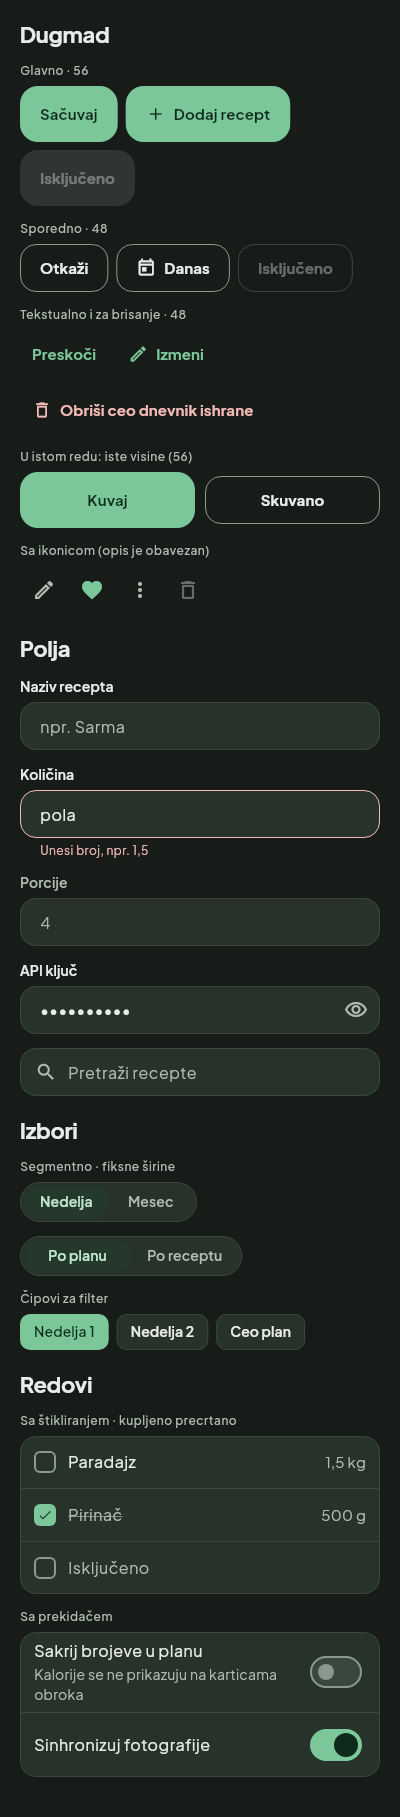 Dugmad
Glavno · 56
Sačuvaj
Dodaj recept
Isključeno
Sporedno · 48
Otkaži
Danas
Isključeno
Tekstualno i za brisanje · 48
Preskoči
Izmeni
Obriši ceo dnevnik ishrane
U istom redu: iste visine (56)
Kuvaj
Skuvano
Sa ikonicom (opis je obavezan)
Polja
Naziv recepta
npr. Sarma
Količina
pola
Unesi broj, npr. 1,5
Porcije
4
API ključ
••••••••••
Pretraži recepte
Izbori
Segmentno · fiksne širine
Nedelja
Mesec
Po planu
Po receptu
Čipovi za filter
Nedelja 1
Nedelja 2
Ceo plan
Redovi
Sa štikliranjem · kupljeno precrtano
Paradajz
1,5 kg
Pirinač
500 g
Isključeno
Sa prekidačem
Sakrij brojeve u planu
Kalorije se ne prikazuju na karticama
obroka
Sinhronizuj fotografije